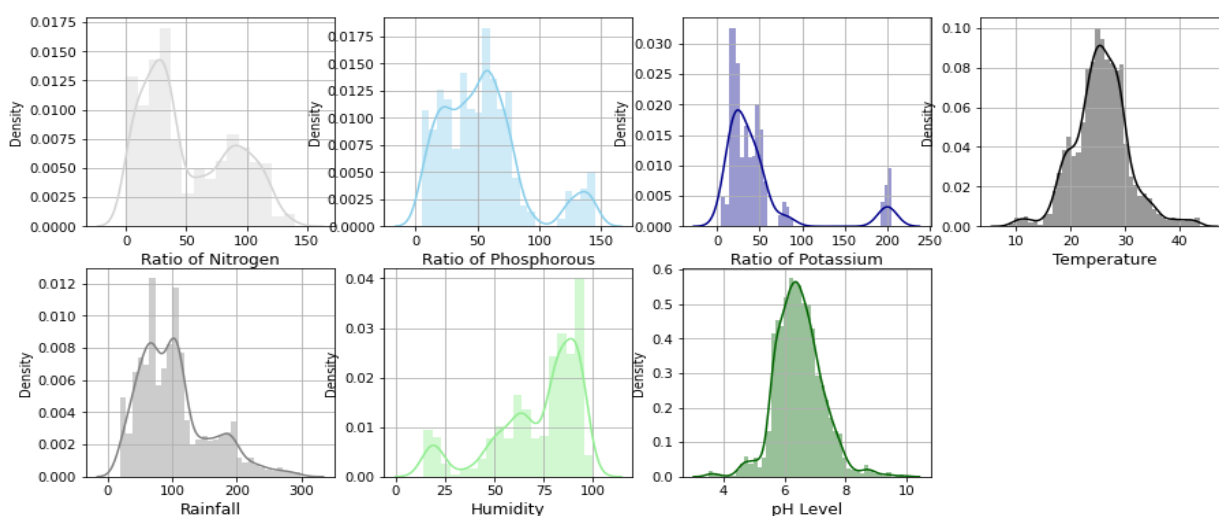 0.0175
0.0150
0.0125
0.0100
0.0075
0.0050
0.0025
0.0000
Density
0 50 100 150
Ratio of Nitrogen
0.0175
0.0150
0.0125
0.0100
0.0075
0.0050
0.0025
0.0000
Density
0 50 100 150
Ratio of Phosphorous
0.030
0.025
0.020
0.015
0.010
0.005
0.000
Density
0 50 100 150 200 250
Ratio of Potassium
0.10
0.08
0.06
0.04
0.02
0.00
Density
10 20 30 40
Temperature
0.012
0.010
0.008
0.006
0.004
0.002
0.000
Density
0 100 200 300
Rainfall
0.04
0.03
0.02
0.01
0.00
Density
0 25 50 75 100
Humidity
0.6
0.5
0.4
0.3
0.2
0.1
0.0
Density
4 6 8 10
pH Level